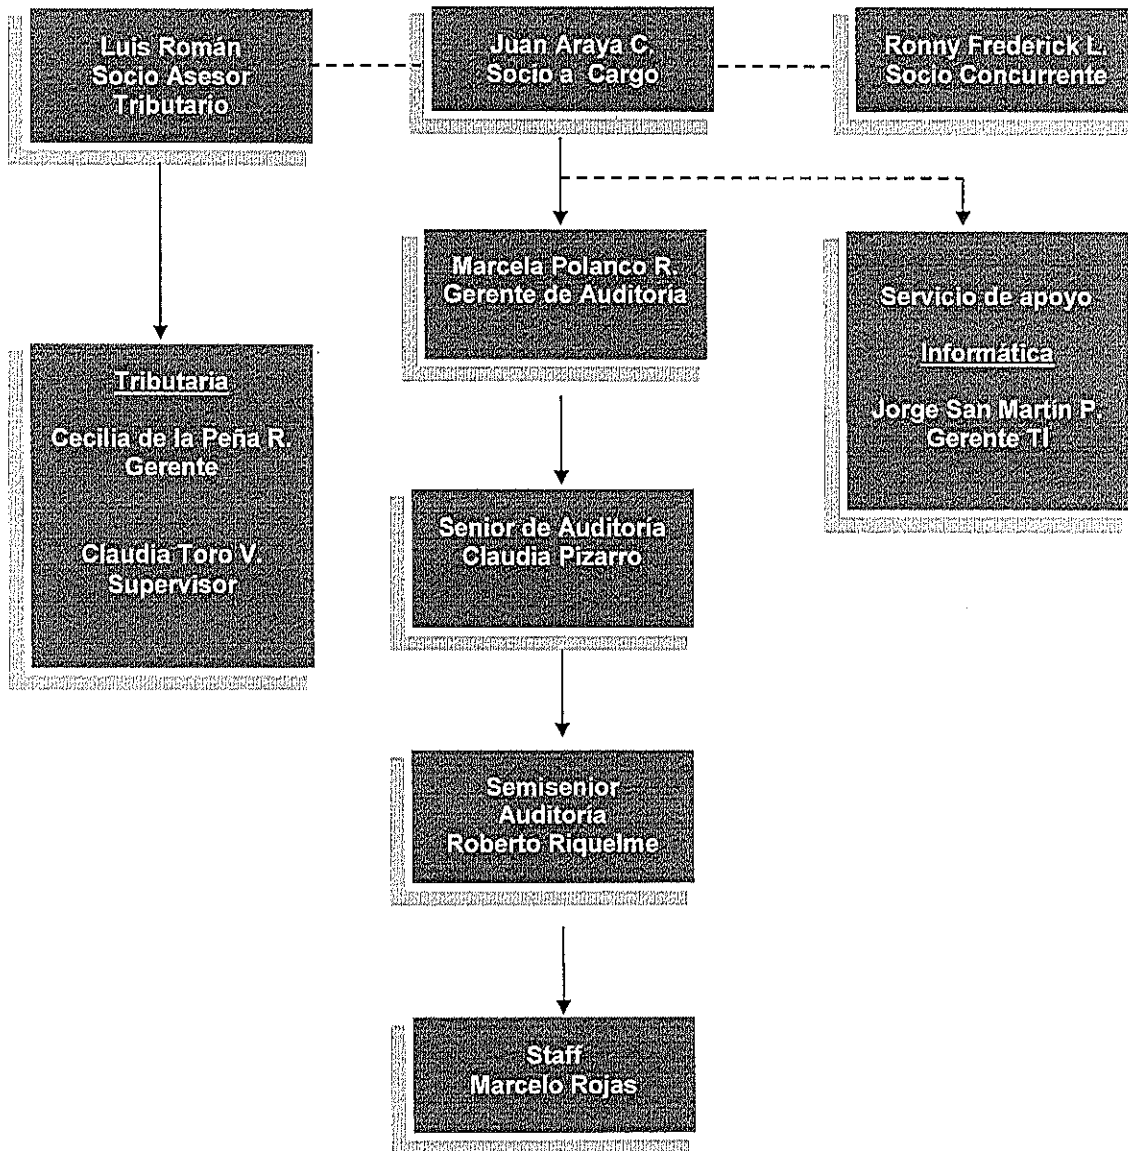 Luis Román
Socio Asesor
Tributario
Juan Araya C.
Socio a Cargo
Ronny Frederick L.
Socio Concurrente
Marcela Polanco R.
Gerente de Auditoría
Servicio de apoyo
Informática
Jorge San Martin P.
Gerente TI
Tributaria
Cecilia de la Peña R.
Gerente
Claudia Toro V.
Supervisor
Senior de Auditoría
Claudia Pizarro
Semisenior
Auditoría
Roberto Riquelme
Staff
Marcelo Rojas